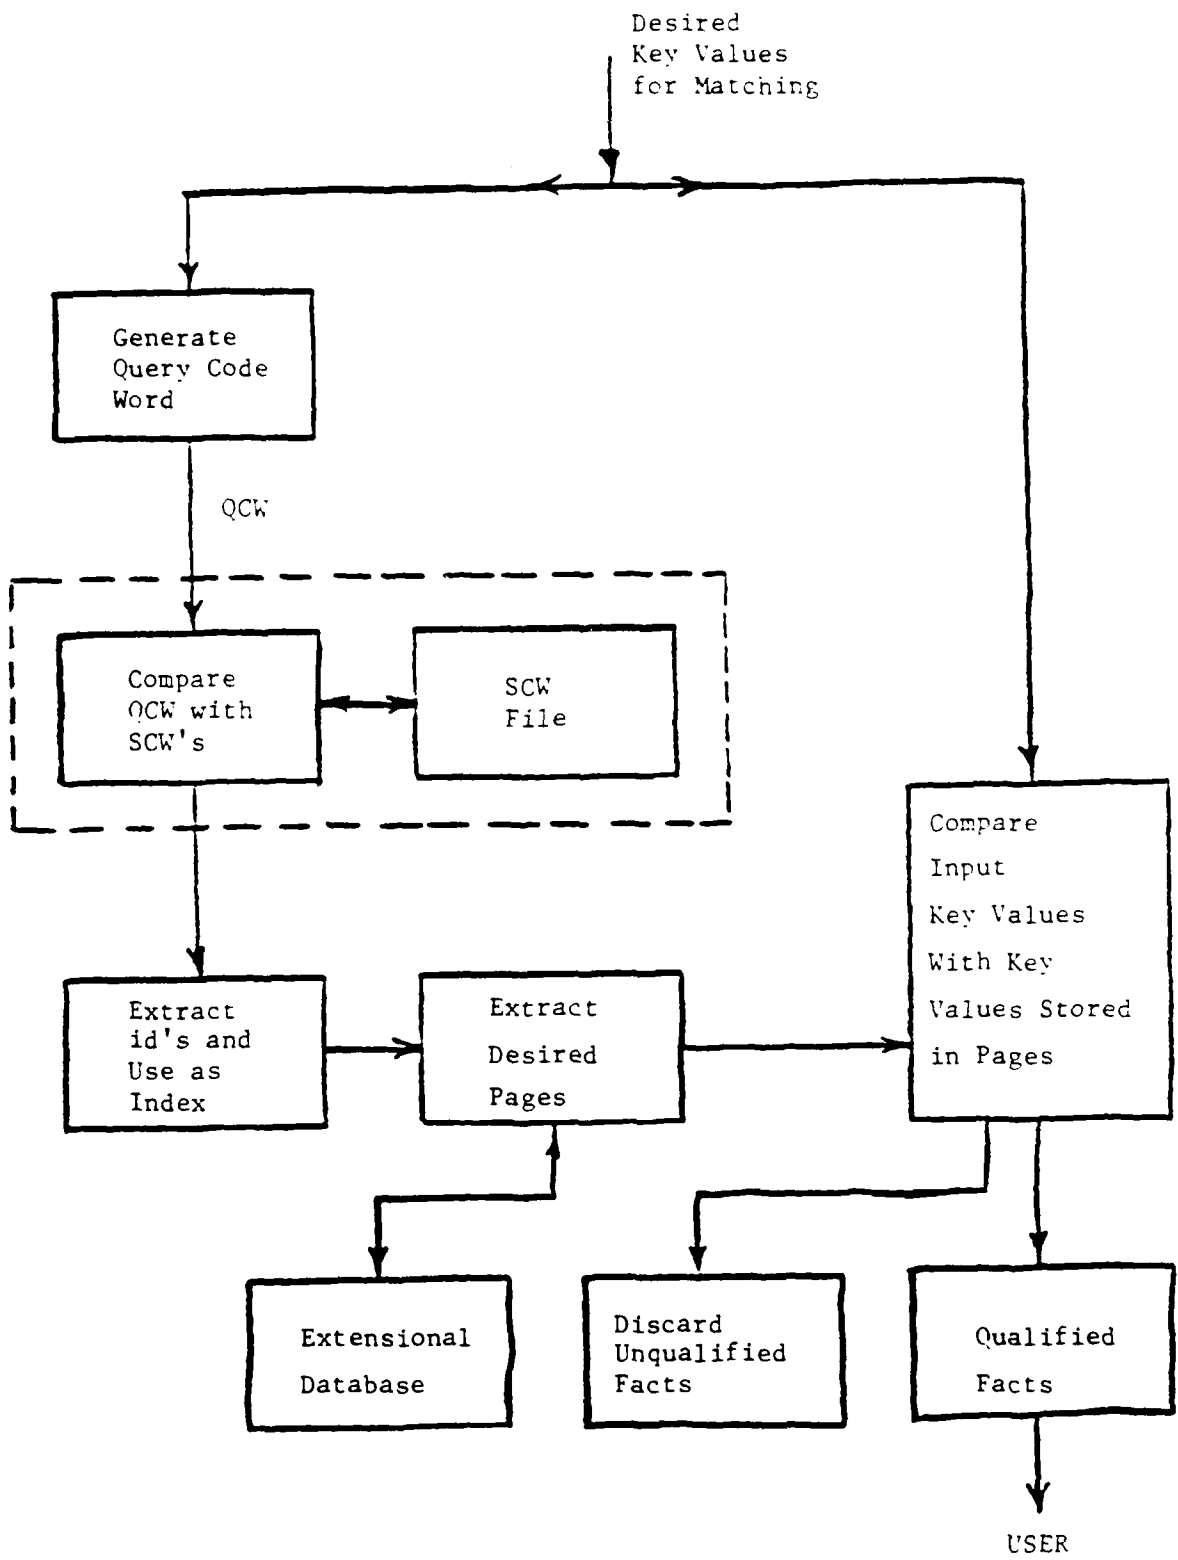 Desired
Key Values
for Matching
Generate
Query Code
Word
QCW
Compare
QCW with
SCW's
SCW
File
Compare
Input
Key Values
With Key
Values Stored
in Pages
Extract
id's and
Use as
Index
Extract
Desired
Pages
Extensional
Database
Discard
Unqualified
Facts
Qualified
Facts
USER